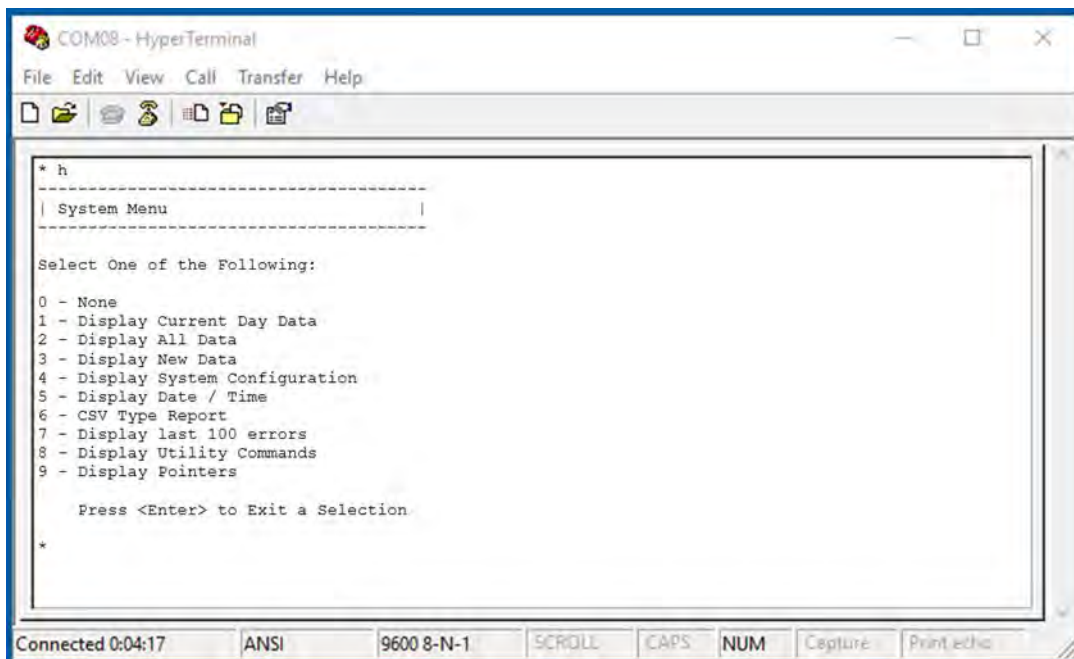 COM08 - HyperTerminal
File Edit View Call Transfer Help
* h
---------------------------------------
| System Menu |
---------------------------------------
Select One of the Following:
0 - None
1 - Display Current Day Data
2 - Display All Data
3 - Display New Data
4 - Display System Configuration
5 - Display Date / Time
6 - CSV Type Report
7 - Display last 100 errors
8 - Display Utility Commands
9 - Display Pointers
Press <Enter> to Exit a Selection
*
Connected 0:04:17 ANSI 9600 8-N-1 SCROLL CAPS NUM Capture Print echo